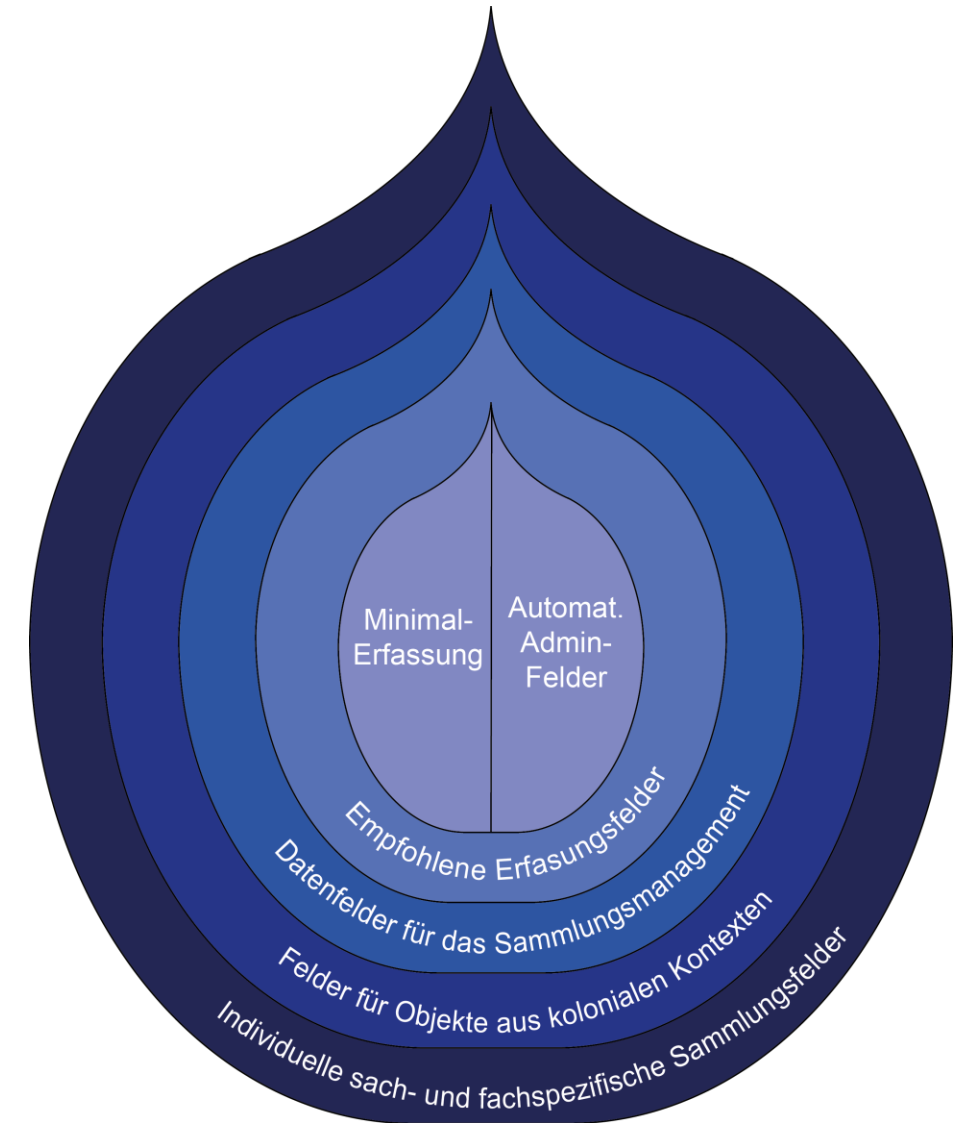 Minimal-
Erfassung
Automat.
Admin-
Felder
Empfohlene Erfasungsfelder
Datenfelder für das Sammlungsmanagement
Felder für Objekte aus kolonialen Kontexten
Individuelle sach- und fachspezifische Sammlungsfelder